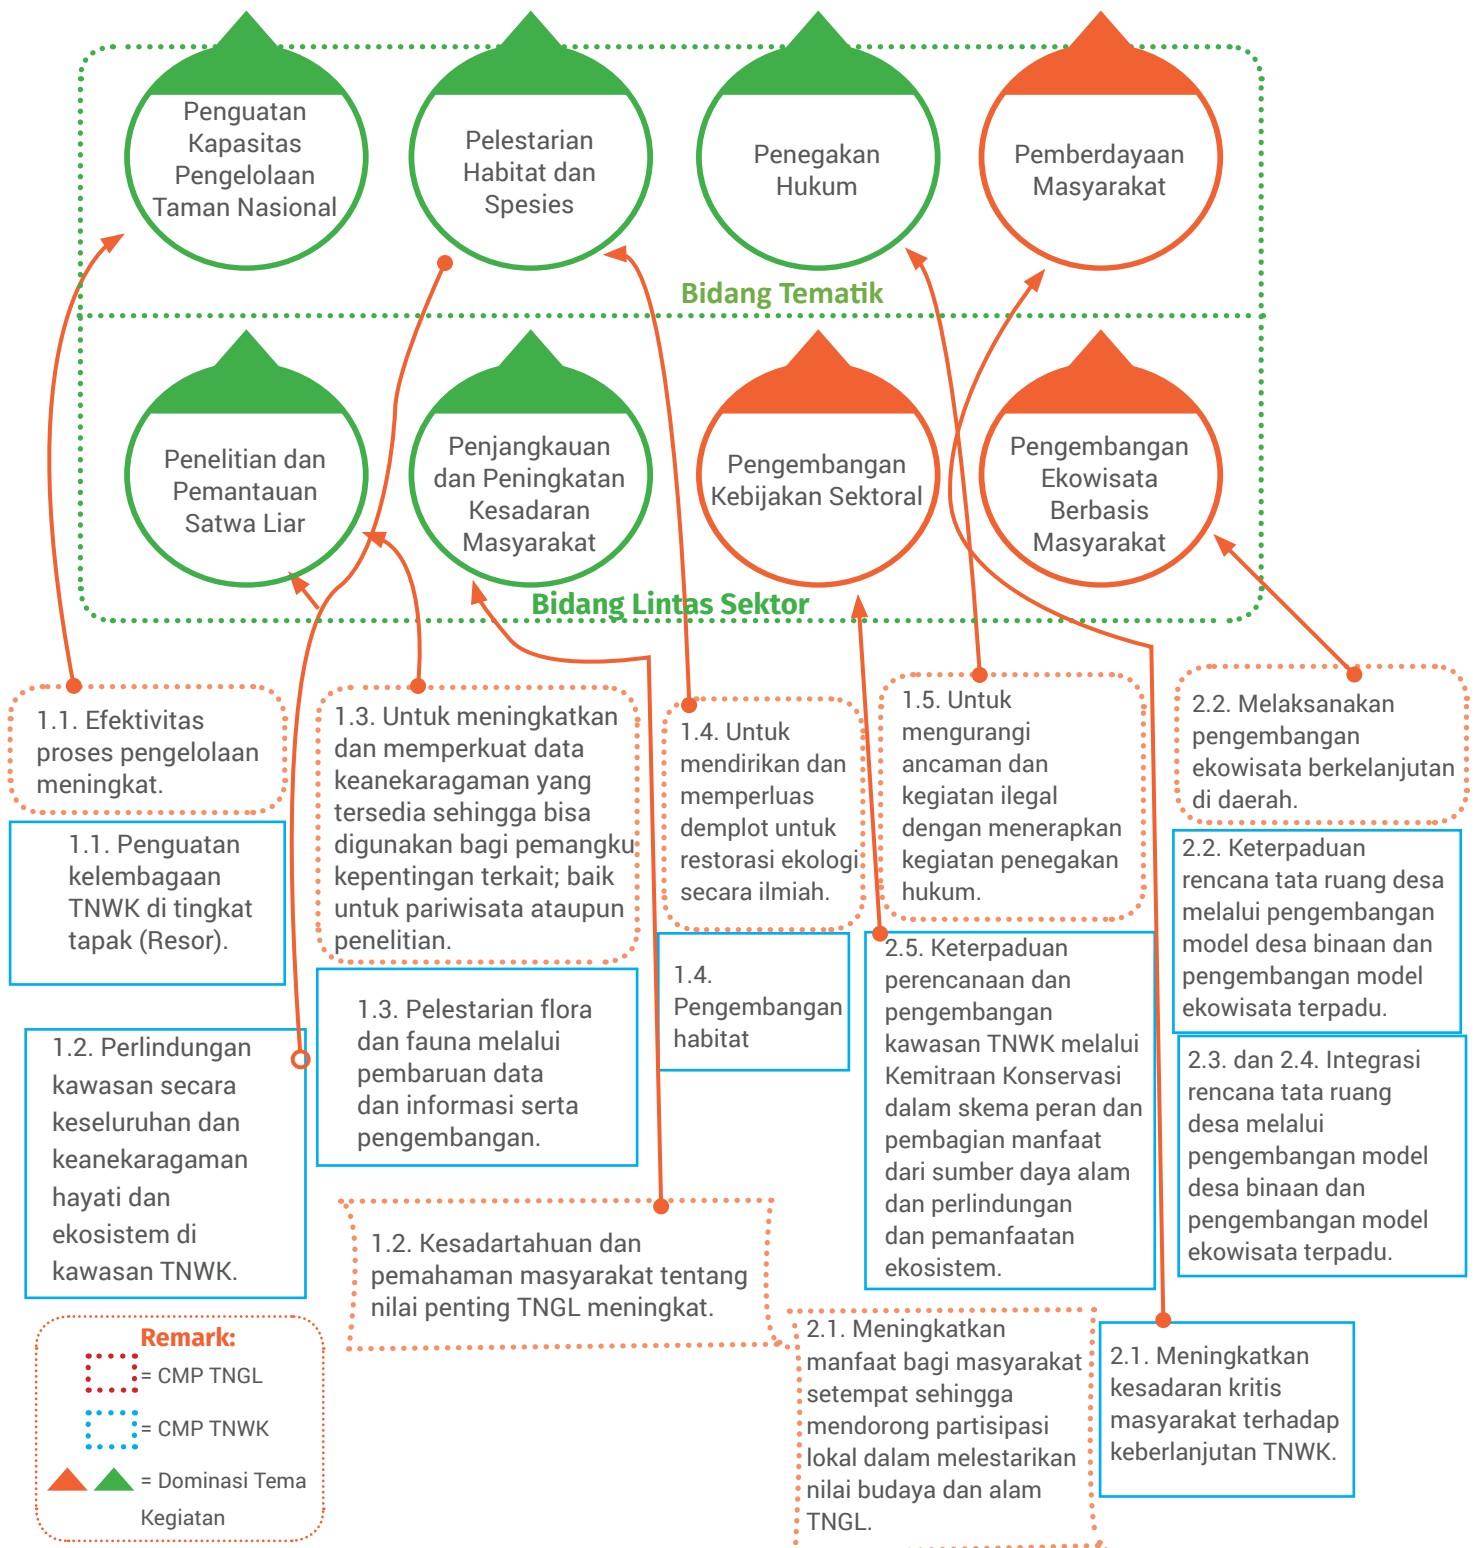 Penguatan
Kapasitas
Pengelolaan
Taman Nasional
Pelestarian
Habitat dan
Spesies
Penegakan
Hukum
Pemberdayaan
Masyarakat
Bidang Tematik
Penelitian dan
Pemantauan
Satwa Liar
Penjangkauan
dan Peningkatan
Kesadaran
Masyarakat
Pengembangan
Kebijakan Sektoral
Pengembangan
Ekowisata
Berbasis
Masyarakat
Bidang Lintas Sektor
1.1. Efektivitas
proses pengelolaan
meningkat.
1.1. Penguatan
kelembagaan
TNWK di tingkat
tapak (Resor).
1.2. Perlindungan
kawasan secara
keseluruhan dan
keanekaragaman
hayati dan
ekosistem di
kawasan TNWK.
1.3. Untuk meningkatkan
dan memperkuat data
keanekaragaman yang
tersedia sehingga bisa
digunakan bagi pemangku
kepentingan terkait; baik
untuk pariwisata ataupun
penelitian.
1.3. Pelestarian flora
dan fauna melalui
pembaruan data
dan informasi serta
pengembangan.
1.2. Kesadartahuan dan
pemahaman masyarakat tentang
nilai penting TNGL meningkat.
1.4. Untuk
mendirikan dan
memperluas
demplot untuk
restorasi ekologi
secara ilmiah.
1.4.
Pengembangan
habitat
1.5. Untuk
mengurangi
ancaman dan
kegiatan ilegal
dengan menerapkan
kegiatan penegakan
hukum.
2.5. Keterpaduan
perencanaan dan
pengembangan
kawasan TNWK melalui
Kemitraan Konservasi
dalam skema peran dan
pembagian manfaat
dari sumber daya alam
dan perlindungan
dan pemanfaatan
ekosistem.
2.2. Melaksanakan
pengembangan
ekowisata berkelanjutan
di daerah.
2.2. Keterpaduan
rencana tata ruang desa
melalui pengembangan
model desa binaan dan
pengembangan model
ekowisata terpadu.
2.3. dan 2.4. Integrasi
rencana tata ruang
desa melalui
pengembangan model
desa binaan dan
pengembangan model
ekowisata terpadu.
2.1. Meningkatkan
manfaat bagi masyarakat
setempat sehingga
mendorong partisipasi
lokal dalam melestarikan
nilai budaya dan alam
TNGL.
2.1. Meningkatkan
kesadaran kritis
masyarakat terhadap
keberlanjutan TNWK.
Remark:
= CMP TNGL
= CMP TNWK
= Dominasi Tema
Kegiatan